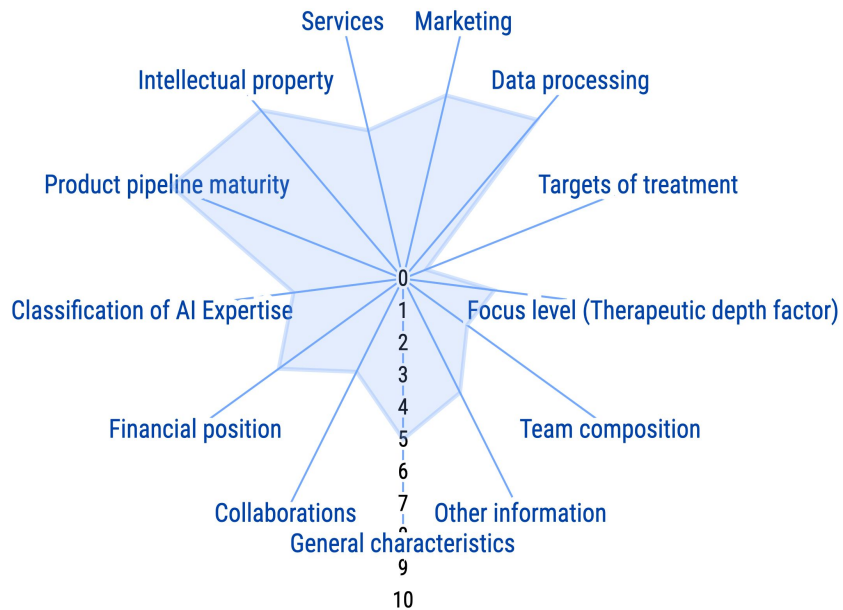 Services
Marketing
Intellectual property
Data processing
Product pipeline maturity
Targets of treatment
0
Classification of AI Expertise
1
Focus level (Therapeutic depth factor)
2
3
4
Financial position
Team composition
5
6
7
Collaborations
Other information
General characteristics
9
10